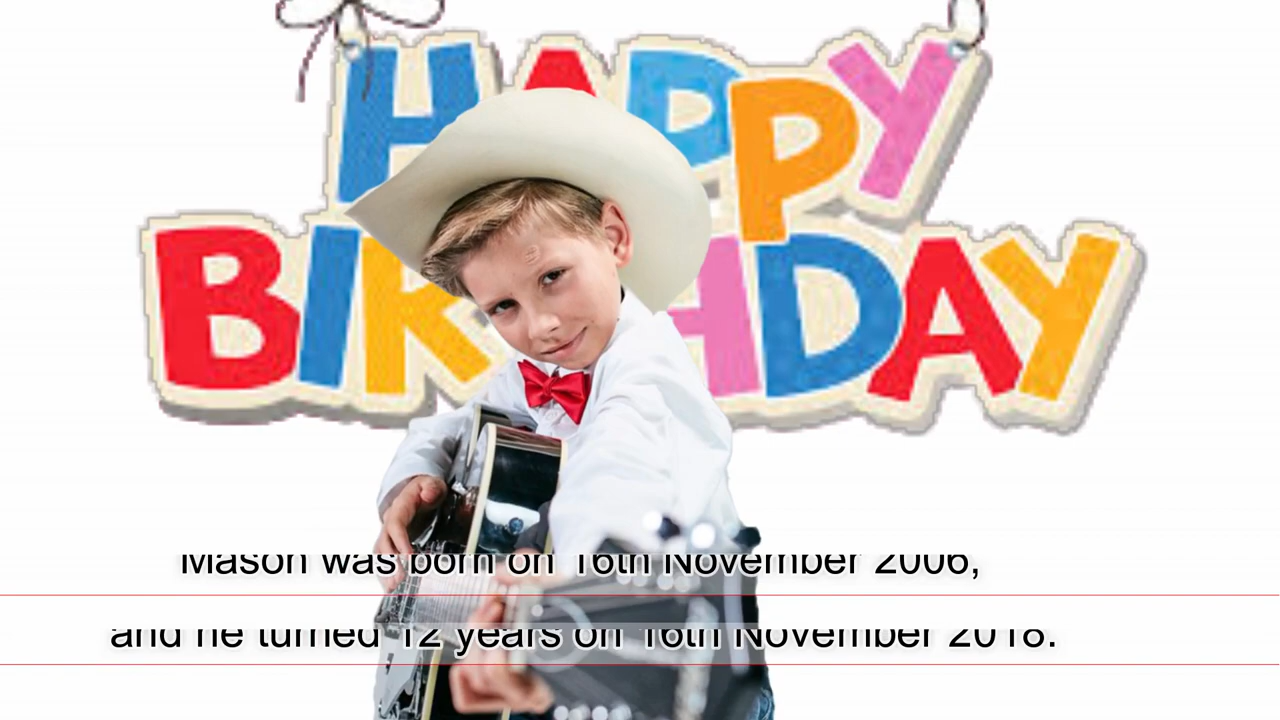 HAPPY
BIRTHDAY
Mason was born on 16th November 2006,
and he turned 12 years on 16th November 2018.